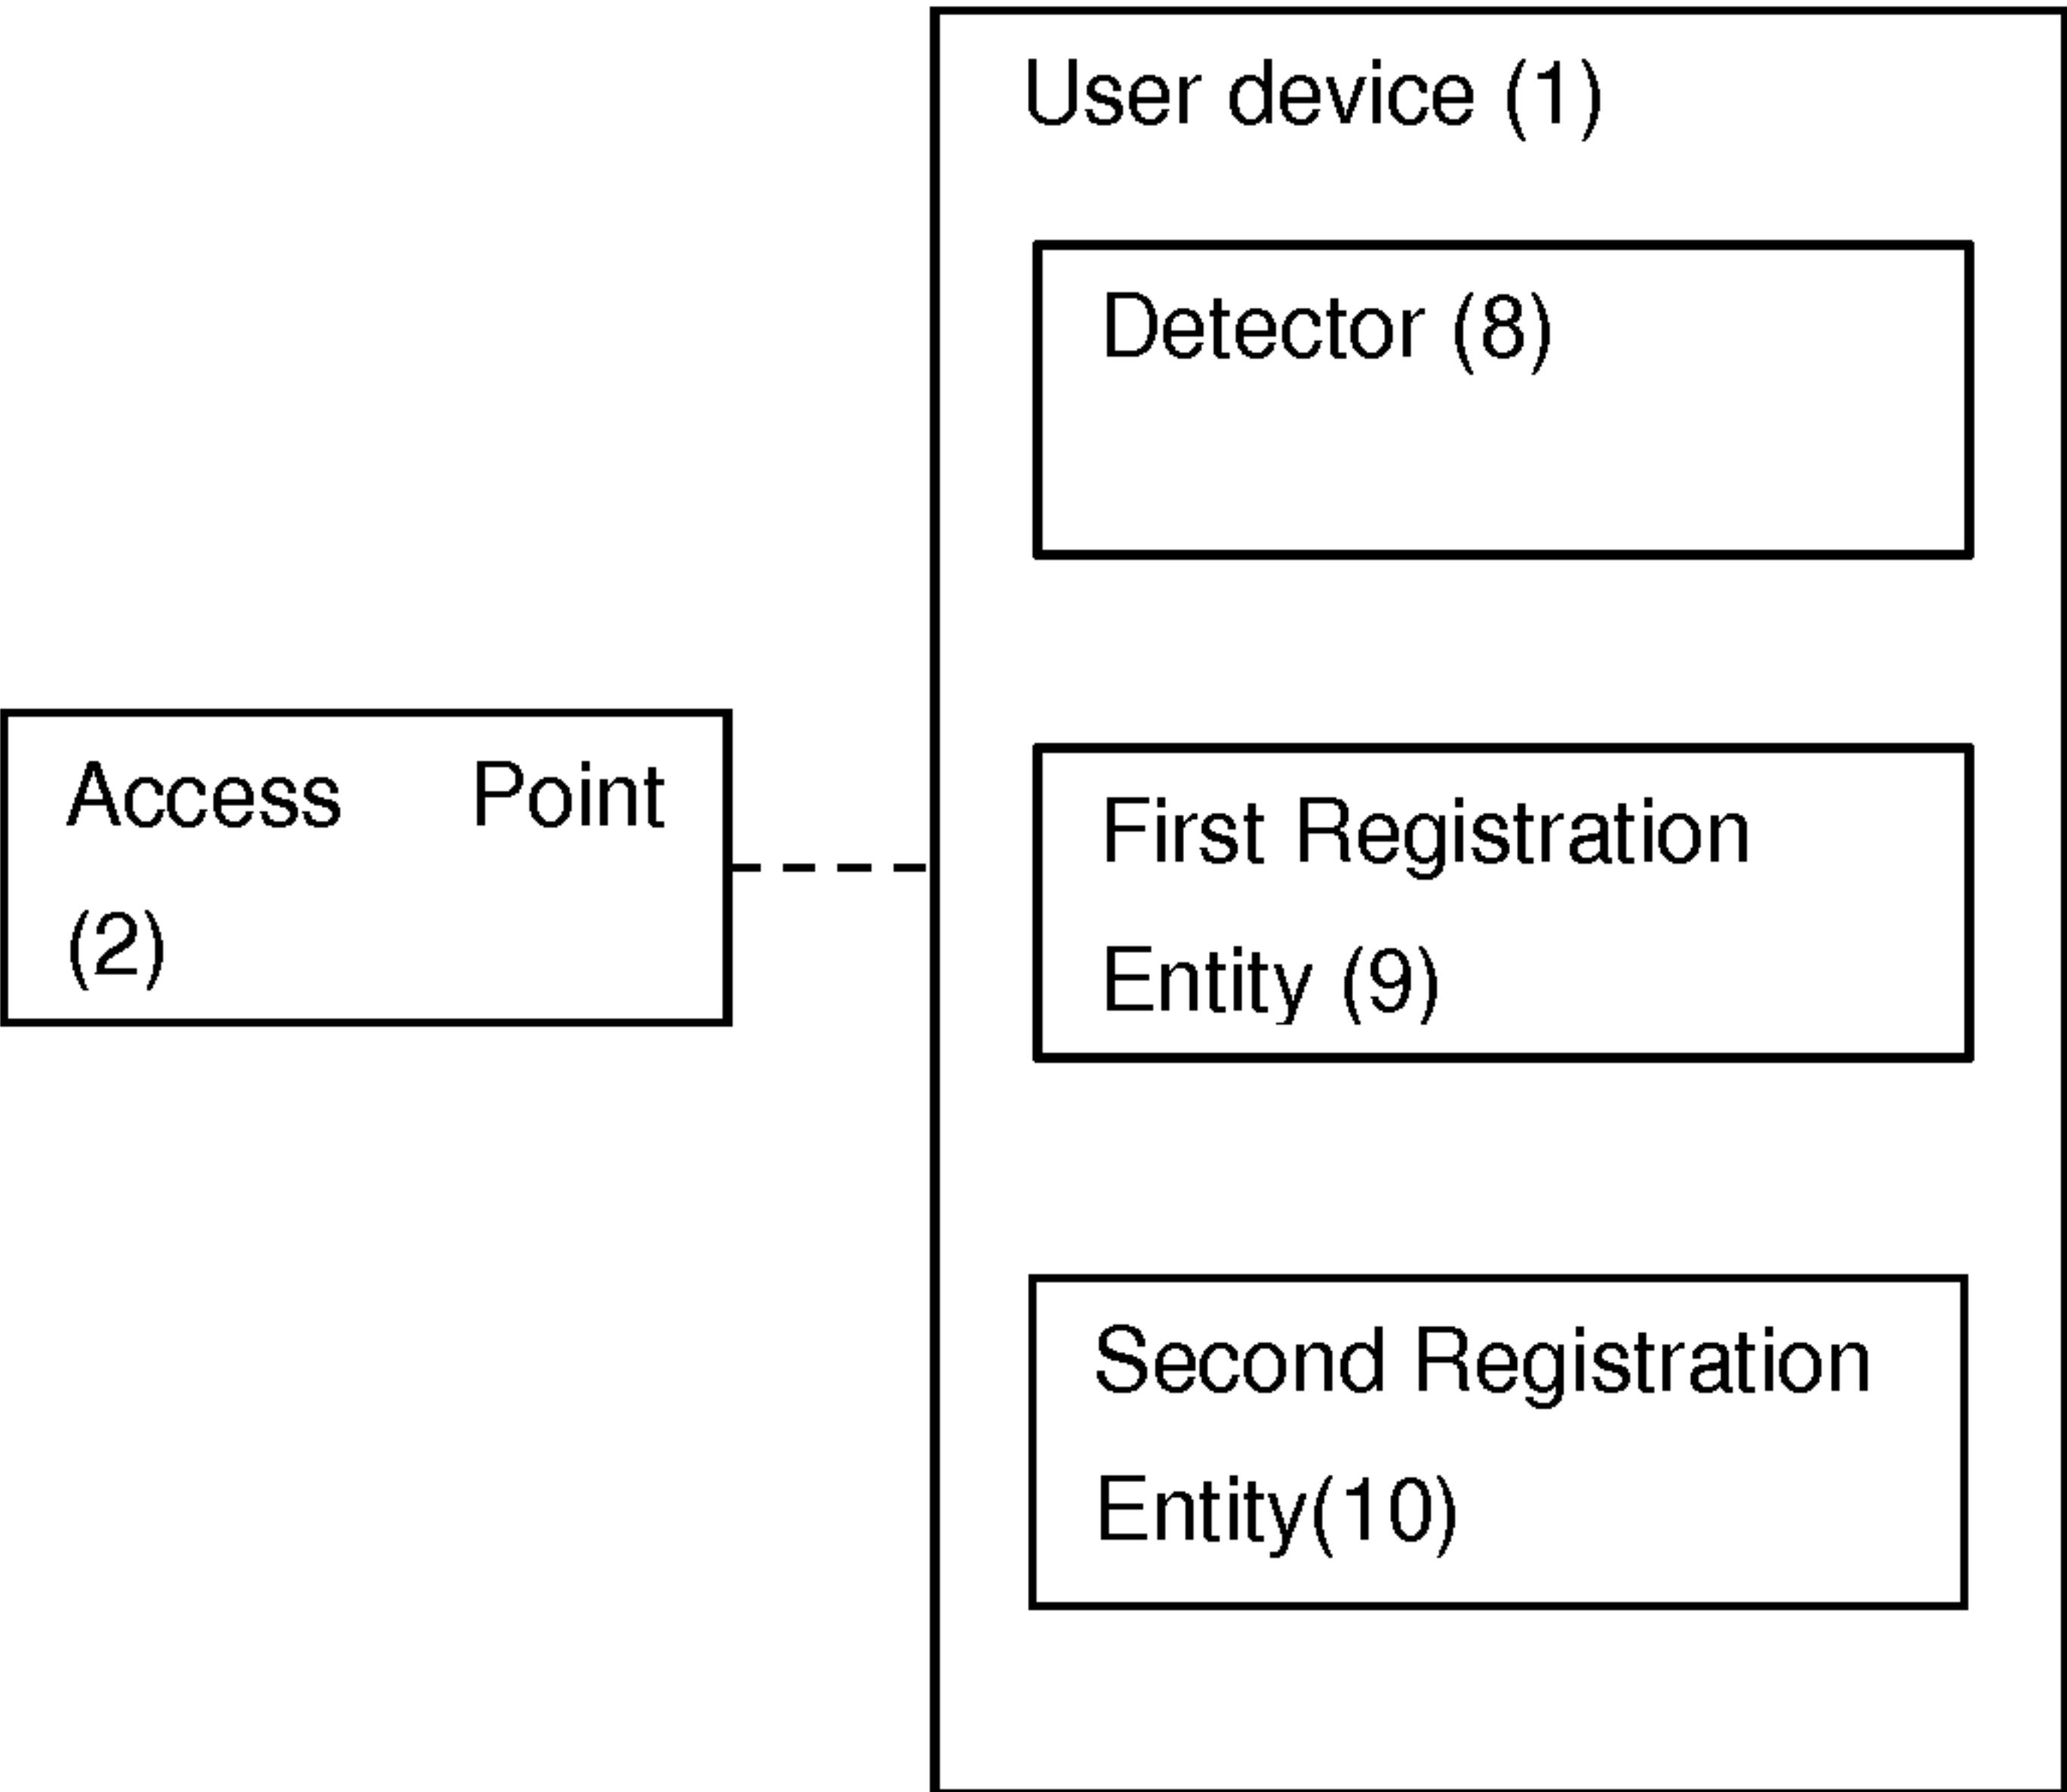 User device (1)
Detector (8)
Access Point
(2)
First Registration
Entity (9)
Second Registration
Entity(10)